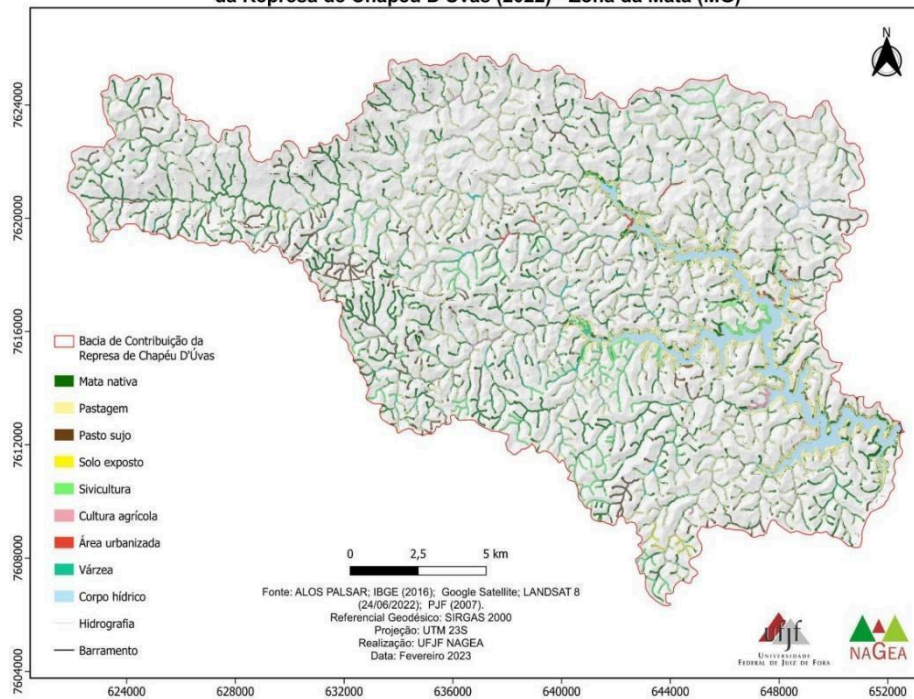 da Represa de Chapéu D'Úvas (2022) - Zona da Mata (MG)
N
7624000
7620000
7616000
7612000
7608000
7604000
Bacia de Contribuição da
Represa de Chapéu D'Úvas
Mata nativa
Pastagem
Pasto sujo
Solo exposto
Sivicultura
Cultura agrícola
Área urbanizada
Várzea
Corpo hídrico
Hidrografia
Barramento
0 2,5 5 km
Fonte: ALOS PALSAR; IBGE (2016); Google Satellite; LANDSAT 8
(24/06/2022); PJF (2007).
Referencial Geodésico: SIRGAS 2000
Projeção: UTM 23S
Realização: UFJF NAGEA
Data: Fevereiro 2023
ufjf
UNIVERSIDADE
FEDERAL DE JUIZ DE FORA
NAGEA
624000 628000 632000 636000 640000 644000 648000 652000